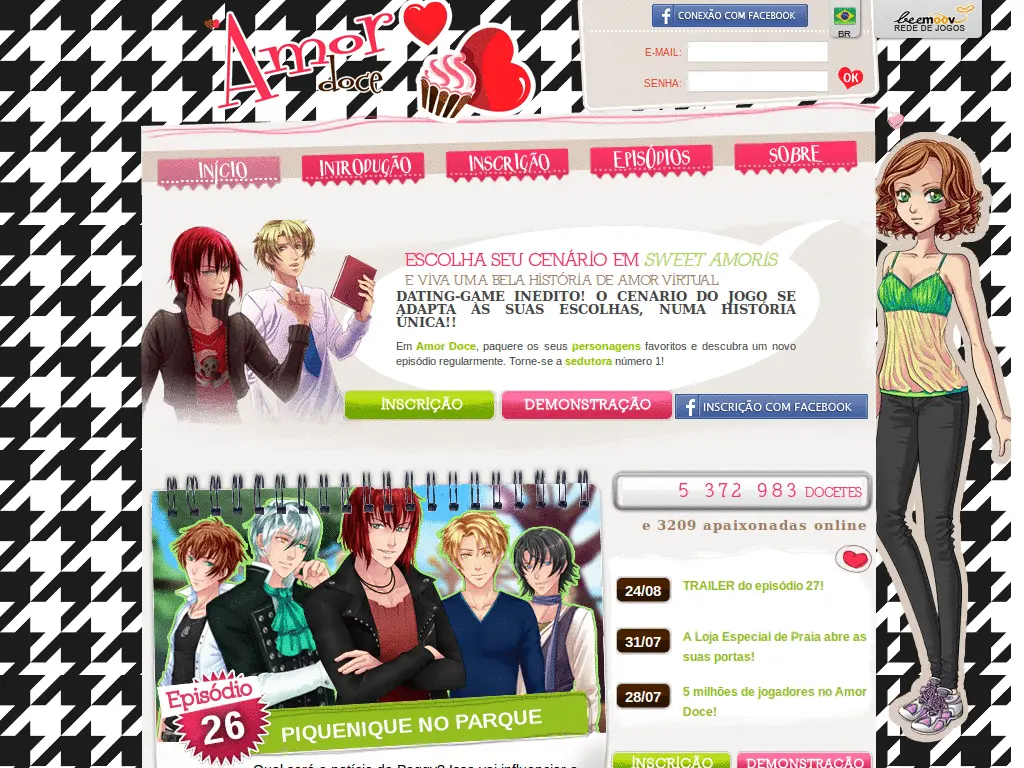 Amor doce
CONEXÃO COM FACEBOOK
BR
beemoov
REDE DE JOGOS
E-MAIL:
SENHA:
OK
INÍCIO
INTRODUÇÃO
INSCRIÇÃO
EPISÓDIOS
SOBRE
ESCOLHA SEU CENÁRIO EM SWEET AMORIS
E VIVA UMA BELA HISTÓRIA DE AMOR VIRTUAL
DATING-GAME INEDITO! O CENARIO DO JOGO SE
ADAPTA ÀS SUAS ESCOLHAS, NUMA HISTÓRIA
ÚNICA!!
Em Amor Doce, paquere os seus personagens favoritos e descubra um novo
episódio regularmente. Torne-se a sedutora número 1!
INSCRIÇÃO
DEMONSTRAÇÃO
INSCRIÇÃO COM FACEBOOK
5 372 983 DOCETES
e 3209 apaixonadas online
24/08
TRAILER do episódio 27!
31/07
A Loja Especial de Praia abre as
suas portas!
28/07
5 milhões de jogadores no Amor
Doce!
Episódio
26
PIQUENIQUE NO PARQUE
INSCRIÇÃO
DEMONSTRAÇÃO